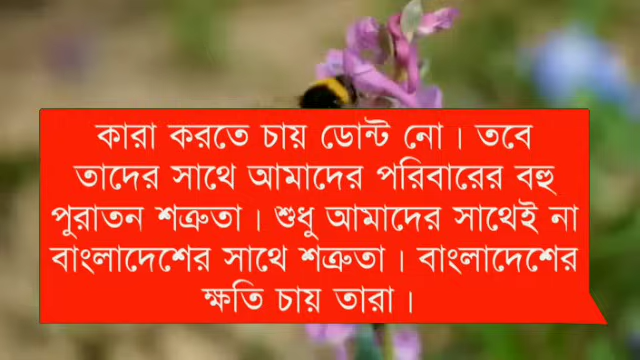 কারা করতে চায় ডোন্ট নো। তবে
তাদের সাথে আমাদের পরিবারের বহু
পুরাতন শত্রুতা। শুধু আমাদের সাথেই না
বাংলাদেশের সাথে শত্রুতা। বাংলাদেশের
ক্ষতি চায় তারা।